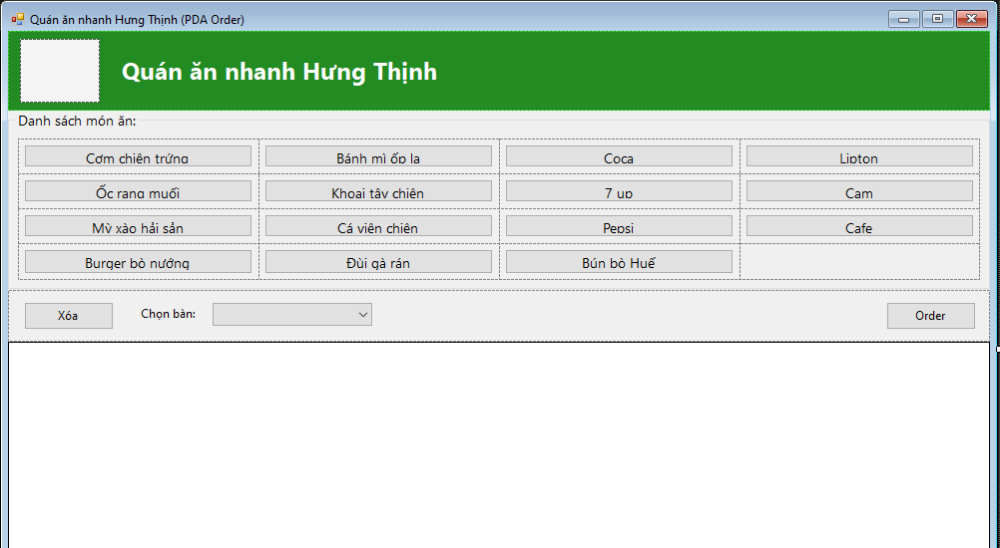 Quán ăn nhanh Hưng Thịnh (PDA Order)
Quán ăn nhanh Hưng Thịnh
Danh sách món ăn:
Cơm chiên trứng Bánh mì ốp la Coca Lipton
Ốc rang muối Khoai tây chiên 7 up Cam
Mỳ xào hải sản Cá viên chiên Pepsi Cafe
Burger bò nướng Đùi gà rán Bún bò Huế
Xóa Chọn bàn: Order